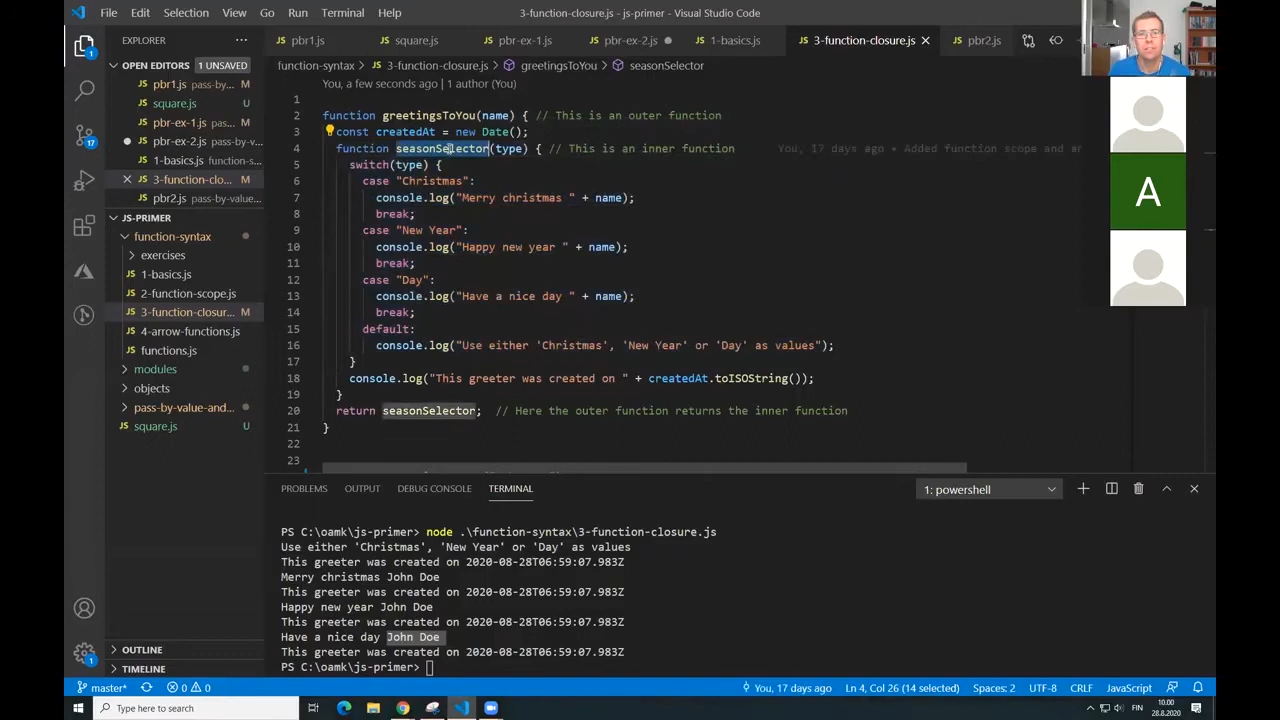 File Edit Selection View Go Run Terminal Help 3-function-closure.js - js-primer - Visual Studio Code
EXPLORER ··· pbr1.js square.js pbr-ex-1.js pbr-ex-2.js 1-basics.js 3-function-closure.js pbr2.js
OPEN EDITORS 1 UNSAVED
pbr1.js M
square.js U
pbr-ex-1.js M
pbr-ex-2.js pass-by-v...
1-basics.js function-synt...
3-function-clo... M
pbr2.js pass-by-value...
JS-PRIMER
function-syntax
exercises
1-basics.js
2-function-scope.js
3-function-closur... M
4-arrow-functions.js
functions.js
modules
objects
pass-by-value-and...
square.js U
OUTLINE
TIMELINE
function-syntax > JS 3-function-closure.js > greetingsToYou > seasonSelector
You, a few seconds ago | 1 author (You)
1
2 function greetingsToYou(name) { // This is an outer function
3 const createdAt = new Date();
4 function seasonSelector(type) { // This is an inner function You, 17 days ago • Added function scope and ar
5 switch(type) {
6 case "Christmas":
7 console.log("Merry christmas " + name);
8 break;
9 case "New Year":
10 console.log("Happy new year " + name);
11 break;
12 case "Day":
13 console.log("Have a nice day " + name);
14 break;
15 default:
16 console.log("Use either 'Christmas', 'New Year' or 'Day' as values");
17 }
18 console.log("This greeter was created on " + createdAt.toISOString());
19 }
20 return seasonSelector; // Here the outer function returns the inner function
21 }
22
23
A
PROBLEMS OUTPUT DEBUG CONSOLE TERMINAL 1: powershell
PS C:\oamk\js-primer> node .\function-syntax\3-function-closure.js
Use either 'Christmas', 'New Year' or 'Day' as values
This greeter was created on 2020-08-28T06:59:07.983Z
Merry christmas John Doe
This greeter was created on 2020-08-28T06:59:07.983Z
Happy new year John Doe
This greeter was created on 2020-08-28T06:59:07.983Z
Have a nice day John Doe
This greeter was created on 2020-08-28T06:59:07.983Z
PS C:\oamk\js-primer>
master* 0 0 You, 17 days ago Ln 4, Col 26 (14 selected) Spaces: 2 UTF-8 CRLF JavaScript
Type here to search FIN 10.00
28.8.2020